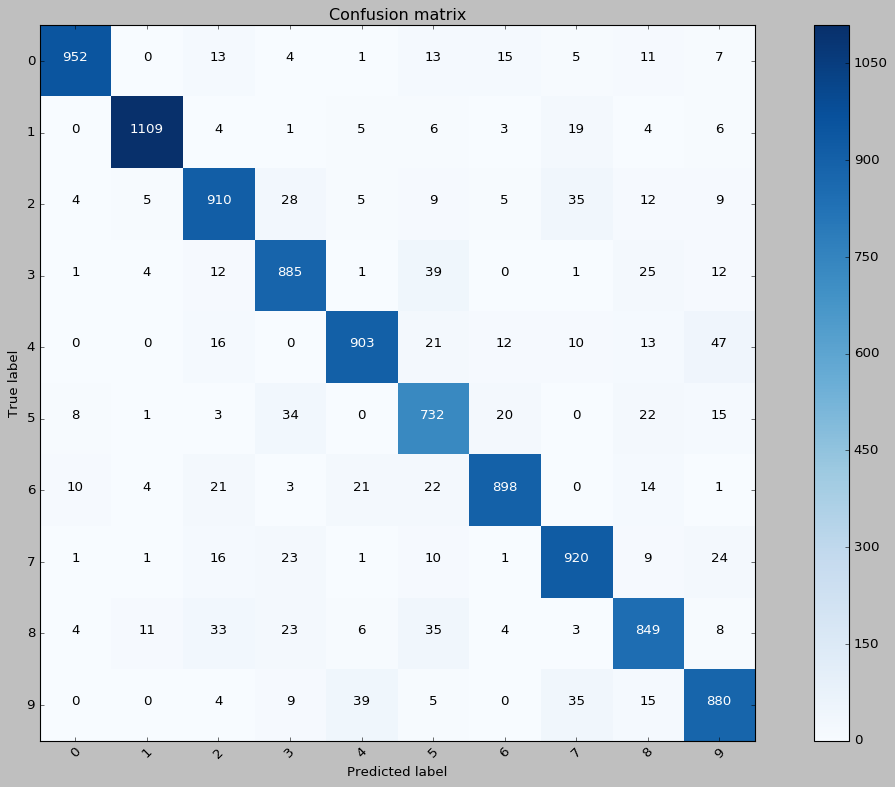 Confusion matrix
0 952 0 13 4 1 13 15 5 11 7
1 0 1109 4 1 5 6 3 19 4 6
2 4 5 910 28 5 9 5 35 12 9
3 1 4 12 885 1 39 0 1 25 12
4 0 0 16 0 903 21 12 10 13 47
5 8 1 3 34 0 732 20 0 22 15
6 10 4 21 3 21 22 898 0 14 1
7 1 1 16 23 1 10 1 920 9 24
8 4 11 33 23 6 35 4 3 849 8
9 0 0 4 9 39 5 0 35 15 880
0 1 2 3 4 5 6 7 8 9
True label
Predicted label
1050
900
750
600
450
300
150
0